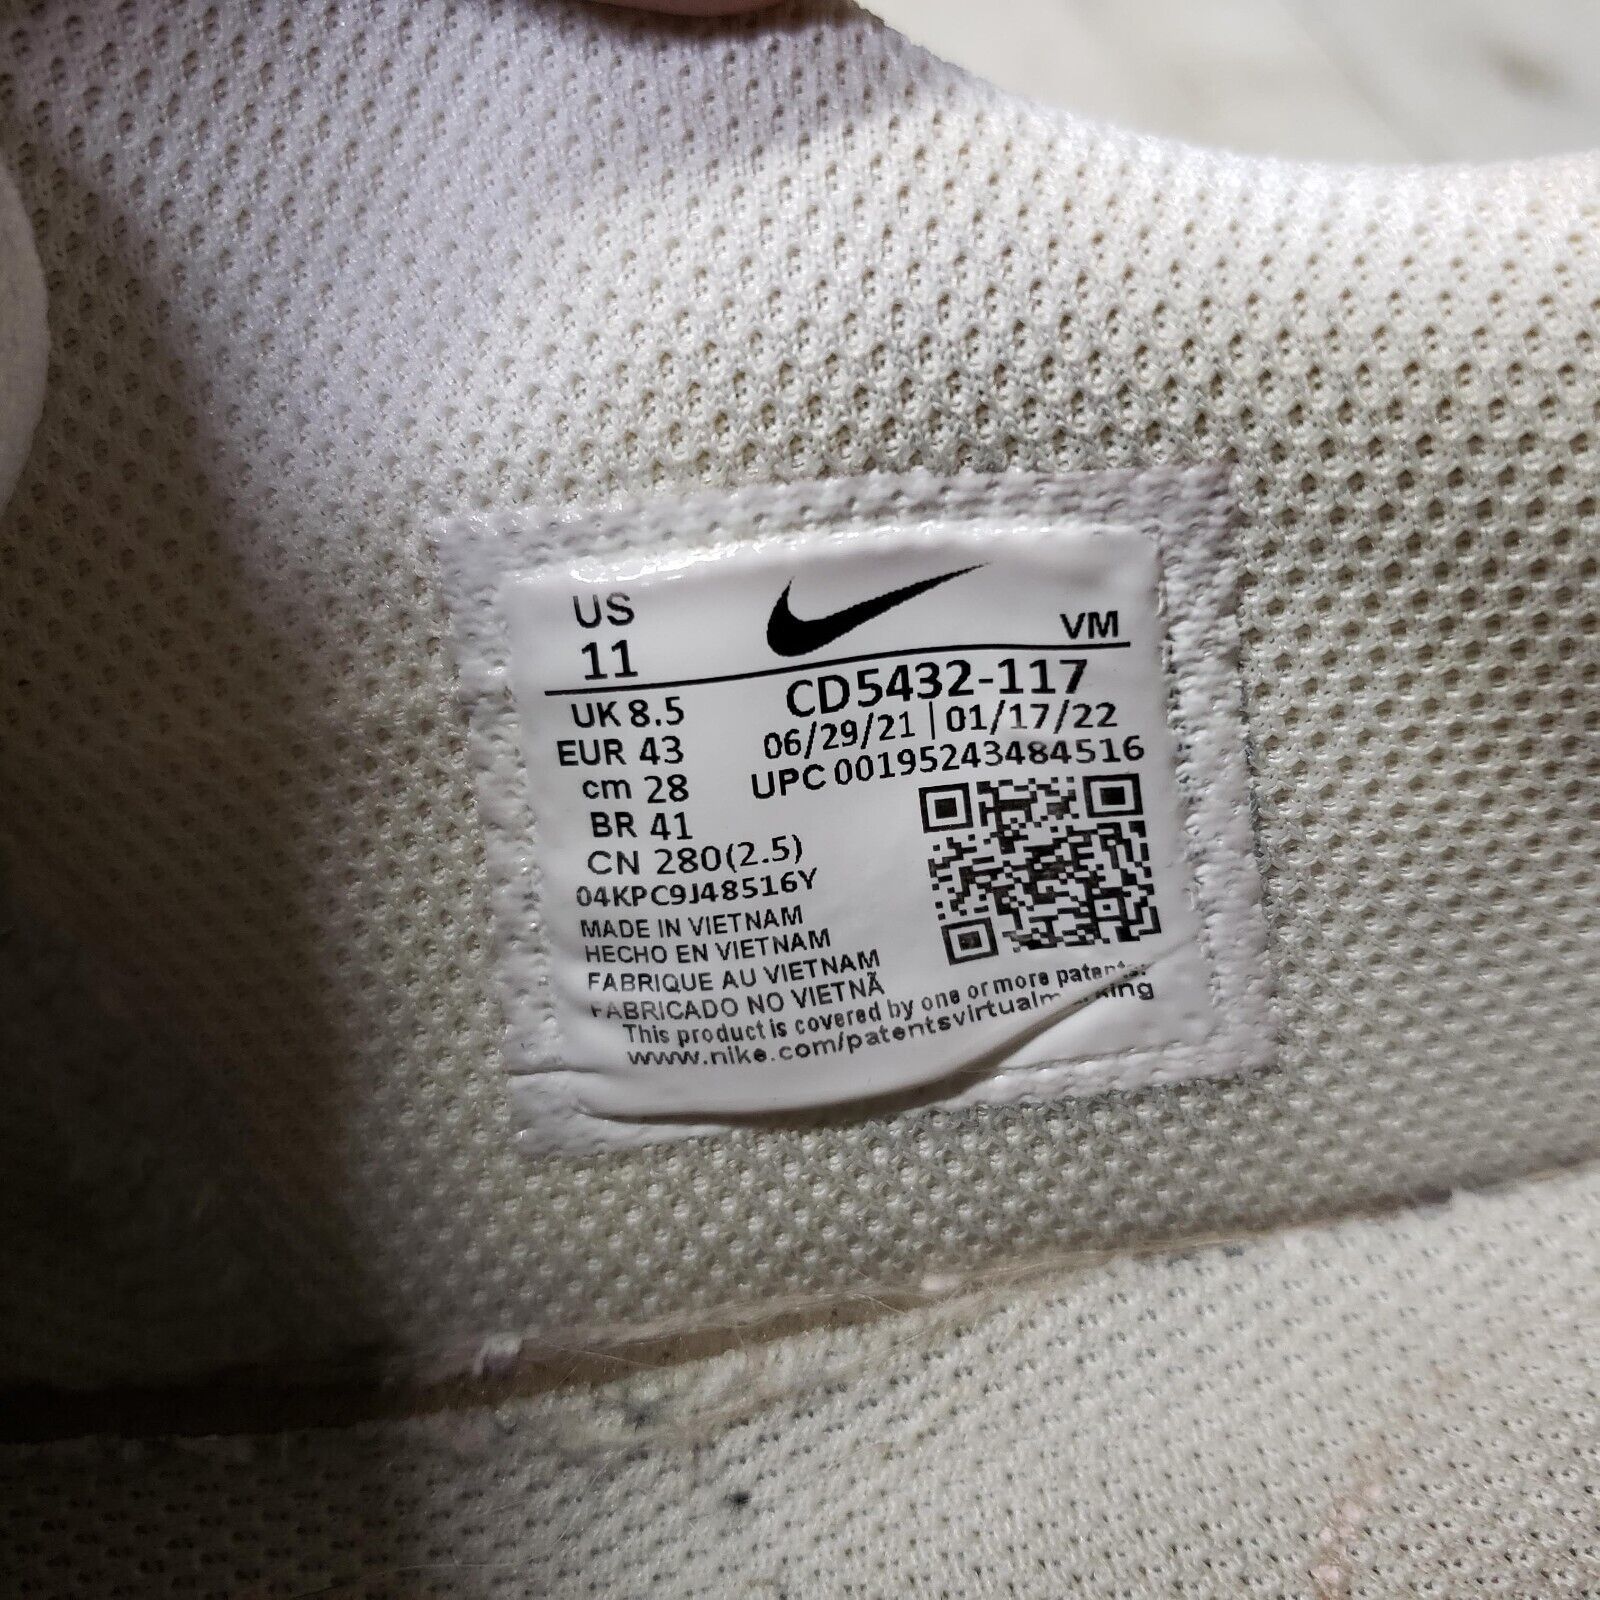 US
11
VM
UK 8.5
EUR 43
cm 28
BR 41
CN 280(2.5)
CD5432-117
06/29/21 | 01/17/22
UPC 00195243484516
04KPC9J48516Y
MADE IN VIETNAM
HECHO EN VIETNAM
FABRIQUE AU VIETNAM
FABRICADO NO VIETNÃ
This product is covered by one or more patents:
www.nike.com/patentsvirtualmarking